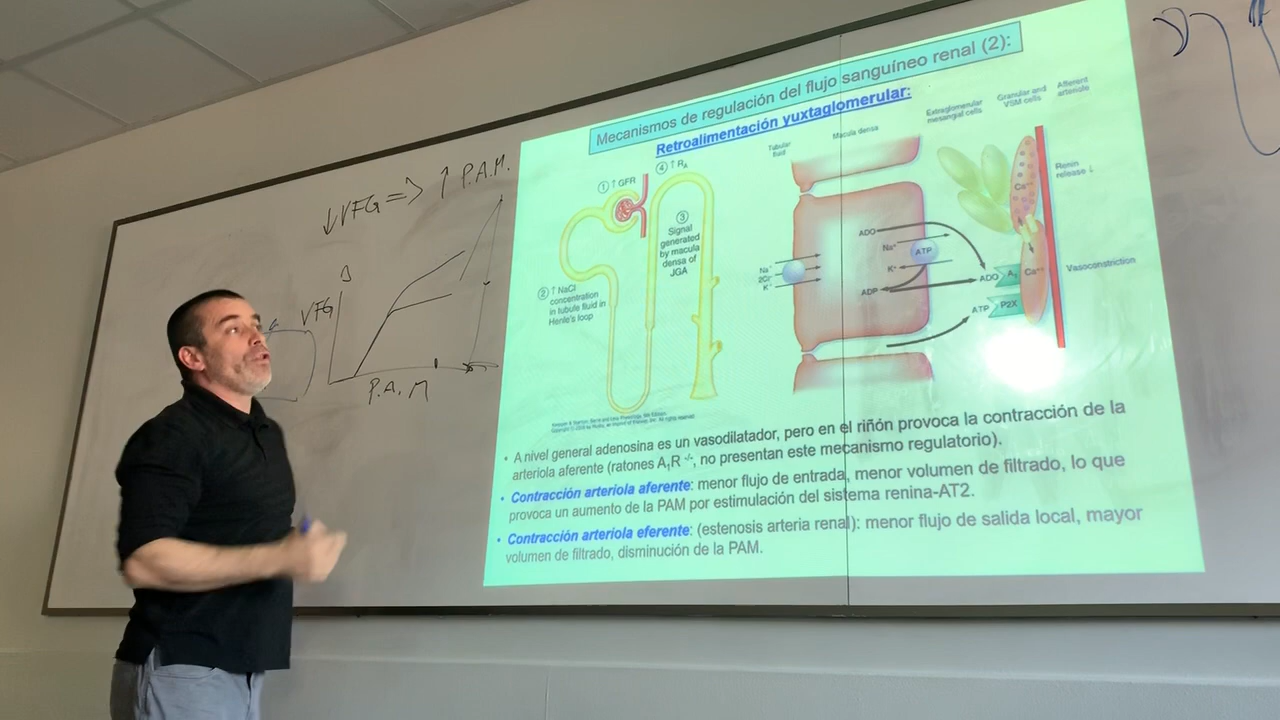 ↓VFG => ↑ P.A.M.
VFG
P.A.M
Mecanismos de regulación del flujo sanguíneo renal (2):
Retroalimentación yuxtaglomerular:
① ↑ GFR
② ↑ NaCl
concentration
in tubule fluid in
Henle's loop
③
Signal
generated
by macula
densa of
JGA
④ ↑ RA
Tubular
fluid
Macula densa
Extraglomerular
mesangial cells
Granular and
VSM cells
Afferent
arteriole
Na+
2Cl-
K+
ADO
Na+
ATP
K+
ADP
ADO
A1
Ca++
ATP
P2X
Ca++
Renin
release ↓
Vasoconstriction
• A nivel general adenosina es un vasodilatador, pero en el riñón provoca la contracción de la
arteriola aferente (ratones A1R -/-, no presentan este mecanismo regulatorio).
• Contracción arteriola aferente: menor flujo de entrada, menor volumen de filtrado, lo que
provoca un aumento de la PAM por estimulación del sistema renina-AT2.
• Contracción arteriola eferente: (estenosis arteria renal): menor flujo de salida local, mayor
volumen de filtrado, disminución de la PAM.